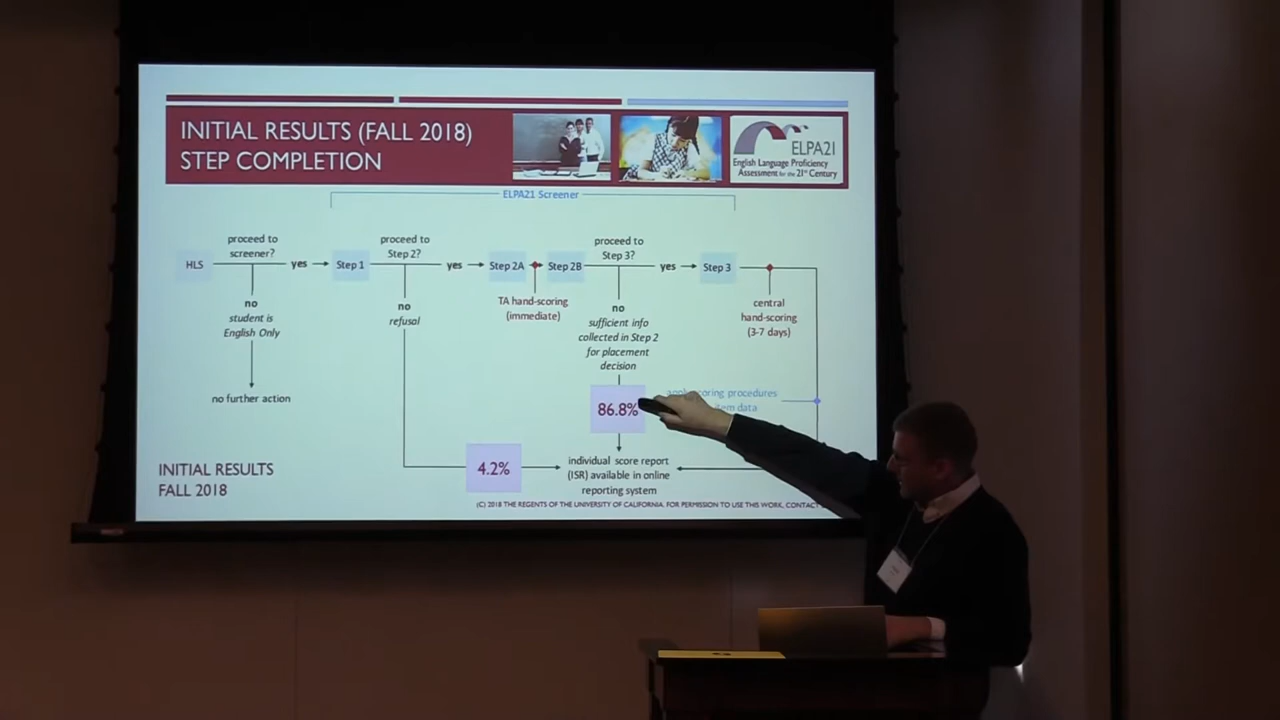 INITIAL RESULTS (FALL 2018)
STEP COMPLETION
ELPA21
English Language Proficiency
Assessment for the 21st Century
ELPA21 Screener
proceed to
screener?
proceed to
Step 2?
proceed to
Step 3?
HLS
yes
Step 1
yes
Step 2A
Step 2B
yes
Step 3
no
student is
English Only
no
refusal
TA hand-scoring
(immediate)
no
sufficient info
collected in Step 2
for placement
decision
central
hand-scoring
(3-7 days)
no further action
86.8%
scoring procedures
item data
4.2%
individual score report
(ISR) available in online
reporting system
INITIAL RESULTS
FALL 2018
(C) 2018 THE REGENTS OF THE UNIVERSITY OF CALIFORNIA. FOR PERMISSION TO USE THIS WORK, CONTACT